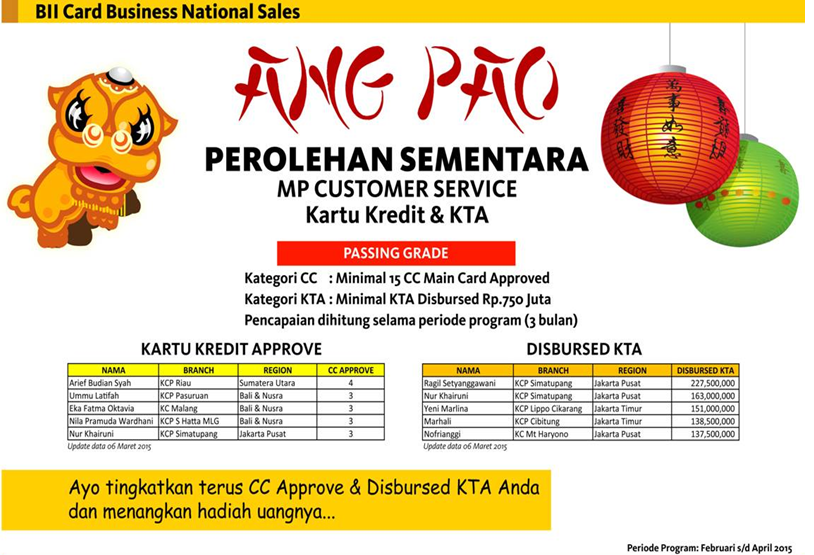 BII Card Business National Sales
ANG PAO
PEROLEHAN SEMENTARA
MP CUSTOMER SERVICE
Kartu Kredit & KTA
PASSING GRADE
Kategori CC : Minimal 15 CC Main Card Approved
Kategori KTA : Minimal KTA Disbursed Rp.750 Juta
Pencapaian dihitung selama periode program (3 bulan)
KARTU KREDIT APPROVE
NAMA BRANCH REGION CC APPROVE
Arief Budian Syah KCP Riau Sumatera Utara 4
Ummu Latifah KCP Pasuruan Bali & Nusra 3
Eka Fatma Oktavia KC Malang Bali & Nusra 3
Nila Pramuda Wardhani KCP S Hatta MLG Bali & Nusra 3
Nur Khairuni KCP Simatupang Jakarta Pusat 3
Update data 06 Maret 2015
DISBURSED KTA
NAMA BRANCH REGION DISBURSED KTA
Ragil Setyanggawani KCP Simatupang Jakarta Pusat 227,500,000
Nur Khairuni KCP Simatupang Jakarta Pusat 163,000,000
Yeni Marlina KCP Lippo Cikarang Jakarta Timur 151,000,000
Marhali KCP Cibitung Jakarta Timur 138,500,000
Nofrianggi KC Mt Haryono Jakarta Pusat 137,500,000
Update data 06 Maret 2015
Ayo tingkatkan terus CC Approve & Disbursed KTA Anda
dan menangkan hadiah uangnya...
Periode Program: Februari s/d April 2015
萬事如意